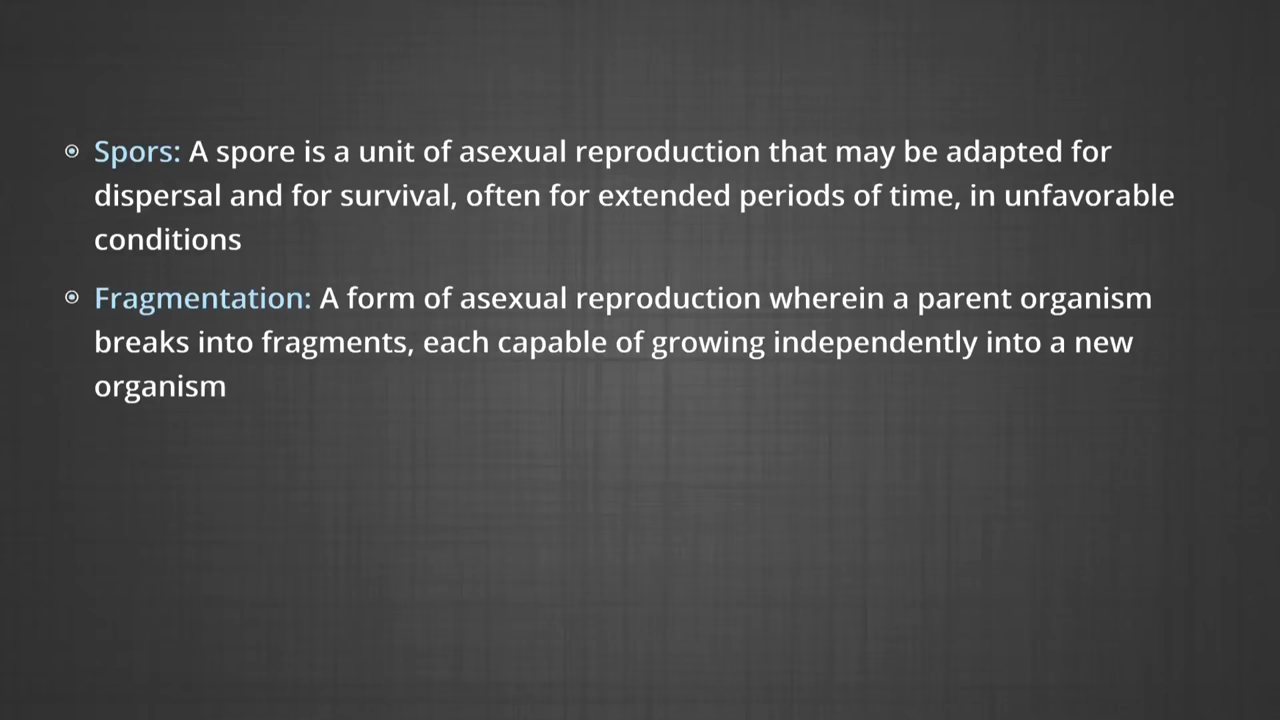 Spors: A spore is a unit of asexual reproduction that may be adapted for
dispersal and for survival, often for extended periods of time, in unfavorable
conditions
Fragmentation: A form of asexual reproduction wherein a parent organism
breaks into fragments, each capable of growing independently into a new
organism